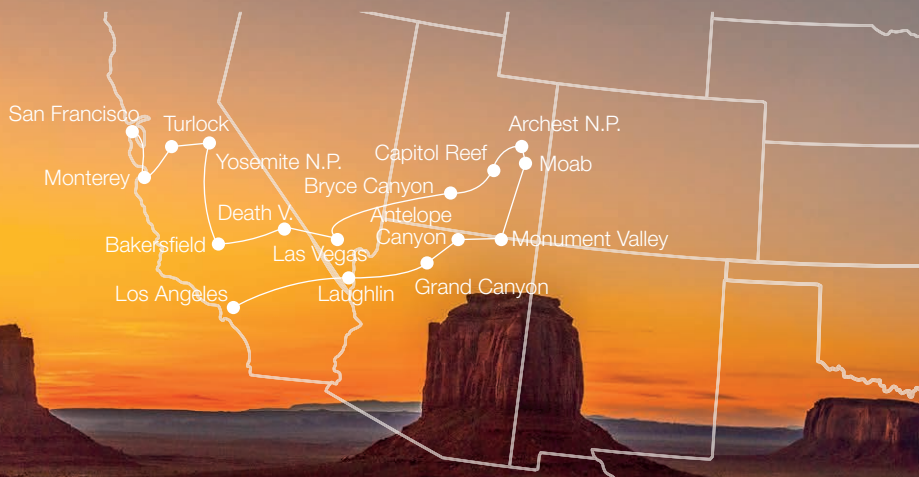 San Francisco
Turlock
Archest N.P.
Yosemite N.P.
Capitol Reef
Moab
Monterey
Bryce Canyon
Death V.
Antelope
Canyon
Monument Valley
Bakersfield
Las Vegas
Grand Canyon
Los Angeles
Laughlin